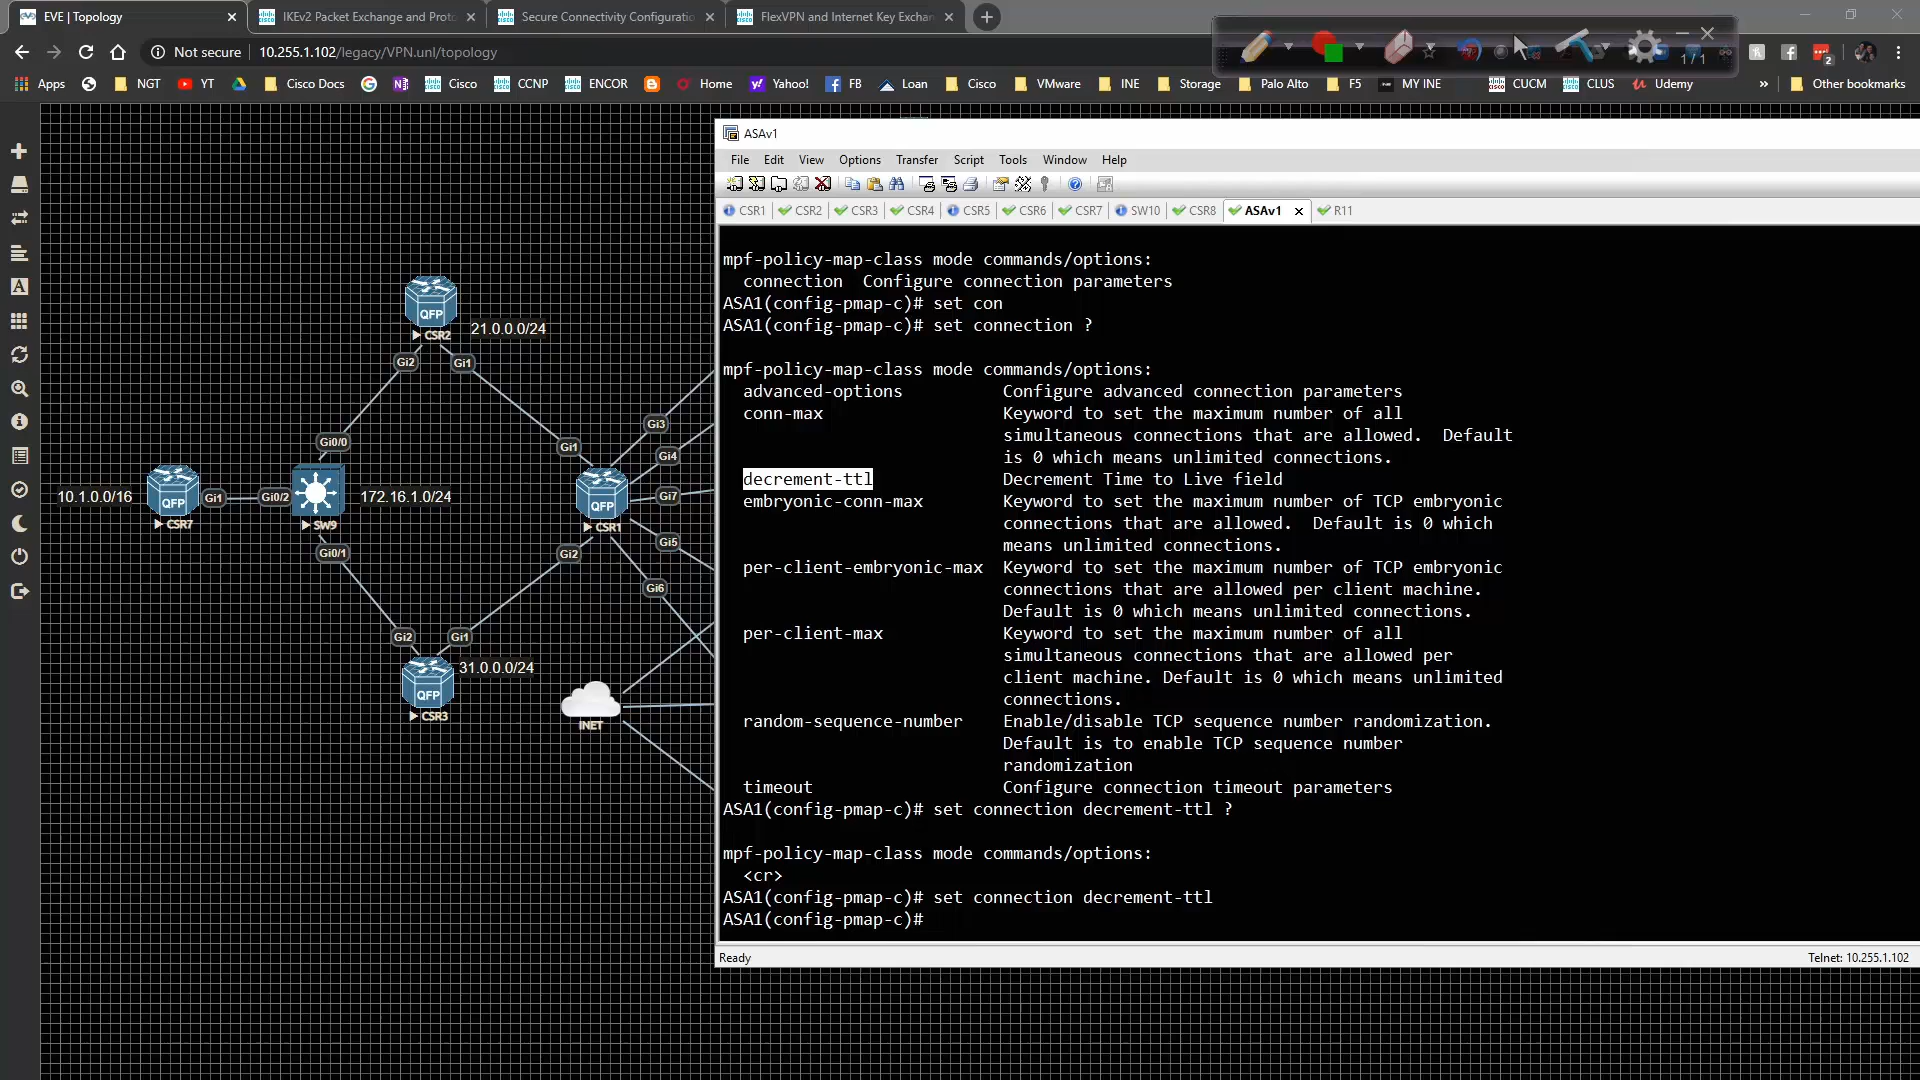 EVE | Topology
IKEv2 Packet Exchange and Proto
Secure Connectivity Configuratio
FlexVPN and Internet Key Exchan
Not secure
10.255.1.102/legacy/VPN.unl/topology
1/1
2
Apps
NGT
YT
Cisco Docs
Cisco
CCNP
ENCOR
Home
Yahoo!
FB
Loan
Cisco
VMware
INE
Storage
Palo Alto
F5
MY INE
CUCM
CLUS
Udemy
»
Other bookmarks
ASAv1
File Edit View Options Transfer Script Tools Window Help
CSR1 CSR2 CSR3 CSR4 CSR5 CSR6 CSR7 SW10 CSR8 ASAv1 R11
mpf-policy-map-class mode commands/options:
connection Configure connection parameters
ASA1(config-pmap-c)# set con
ASA1(config-pmap-c)# set connection ?
mpf-policy-map-class mode commands/options:
advanced-options Configure advanced connection parameters
conn-max Keyword to set the maximum number of all
simultaneous connections that are allowed. Default
is 0 which means unlimited connections.
decrement-ttl Decrement Time to Live field
embryonic-conn-max Keyword to set the maximum number of TCP embryonic
connections that are allowed. Default is 0 which
means unlimited connections.
per-client-embryonic-max Keyword to set the maximum number of TCP embryonic
connections that are allowed per client machine.
Default is 0 which means unlimited connections.
per-client-max Keyword to set the maximum number of all
simultaneous connections that are allowed per
client machine. Default is 0 which means unlimited
connections.
random-sequence-number Enable/disable TCP sequence number randomization.
Default is to enable TCP sequence number
randomization
timeout Configure connection timeout parameters
ASA1(config-pmap-c)# set connection decrement-ttl ?
mpf-policy-map-class mode commands/options:
<cr>
ASA1(config-pmap-c)# set connection decrement-ttl
ASA1(config-pmap-c)#
Ready
Telnet: 10.255.1.102
QFP
CSR2
21.0.0.0/24
Gi2
Gi1
Gi0/0
Gi1
Gi3
Gi4
10.1.0.0/16
QFP
CSR7
Gi1
Gi0/2
SW9
172.16.1.0/24
QFP
CSR1
Gi7
Gi0/1
Gi2
Gi5
Gi6
Gi2
Gi1
31.0.0.0/24
QFP
CSR3
INET